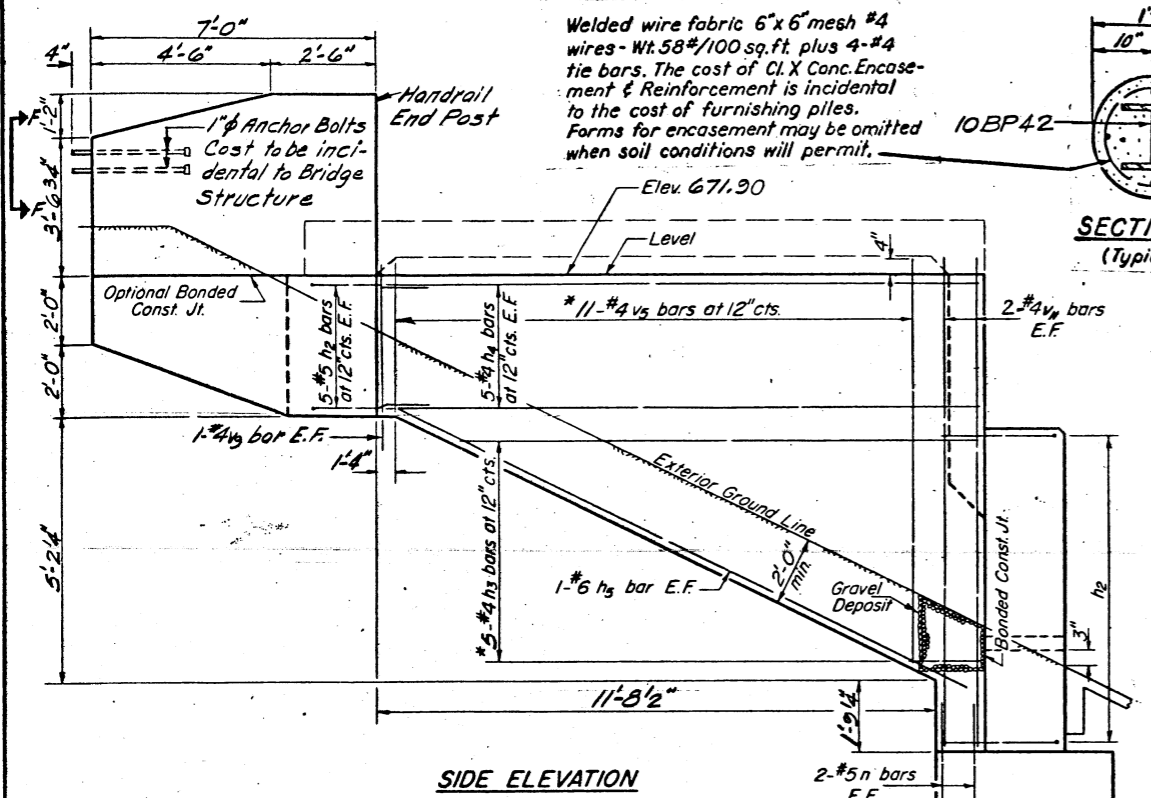 7'-0"
4"
4'-6"
2'-6"
1'-2"
3'-6 3/4"
2'-0"
2'-0"
5'-2 1/4"
F
F
Handrail
End Post
1"φ Anchor Bolts
Cost to be inci-
dental to Bridge
Structure
Welded wire fabric 6"x 6" mesh #4
wires - Wt. 58#/100 sq. ft. plus 4-#4
tie bars. The cost of Cl. X Conc. Encase-
ment & Reinforcement is incidental
to the cost of furnishing piles.
Forms for encasement may be omitted
when soil conditions will permit.
10"
10BP42
SECTI
(Typi
Elev. 671.90
Level
4"
Optional Bonded
Const. Jt.
5-#5 h2 bars
at 12"cts. E.F.
5-#4 h4 bars
at 12"cts. E.F.
*11-#4 v5 bars at 12"cts.
2-#4 bars
E.F.
1-#4 bar E.F.
1'-4"
*5-#4 h3 bars at 12"cts.
Exterior Ground Line
2'-0"
min.
1-#6 h5 bar E.F.
Gravel
Deposit
Bonded Const. Jt.
h2
3"
11'-8 1/2"
1'-9 1/4"
2-#5 n bars
E.F.
SIDE ELEVATION